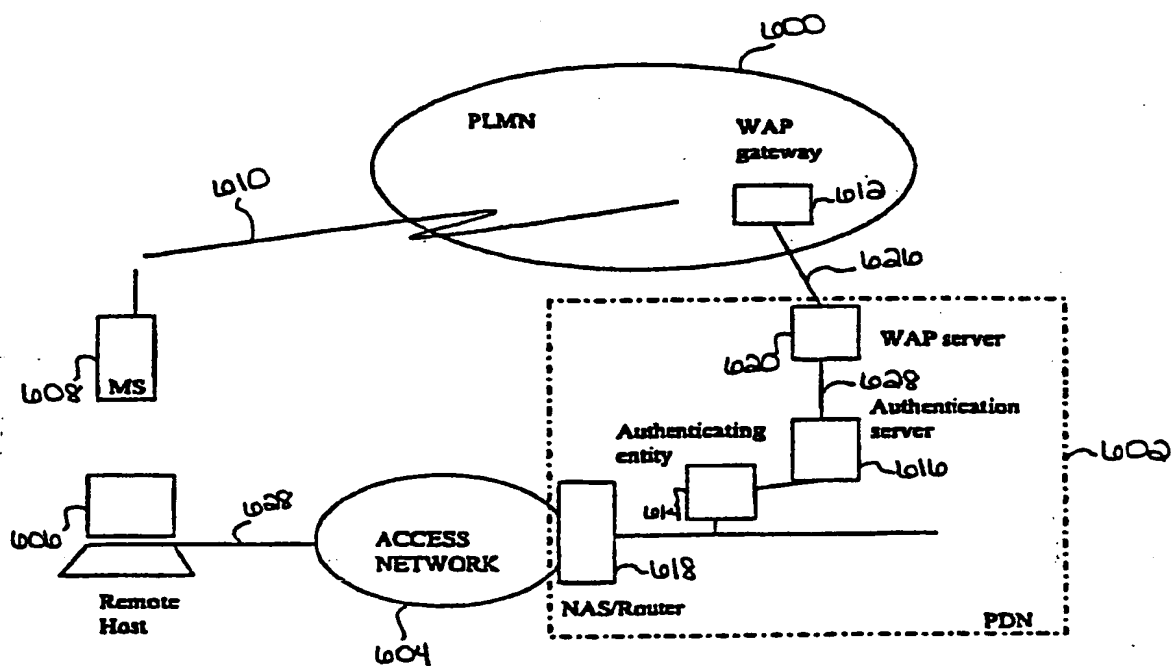 600
PLMN
WAP
gateway
610
612
626
608
MS
620
WAP server
628
Authentication
server
Authenticating
entity
616
602
614
606
628
ACCESS
NETWORK
618
Remote
Host
NAS/Router
PDN
604